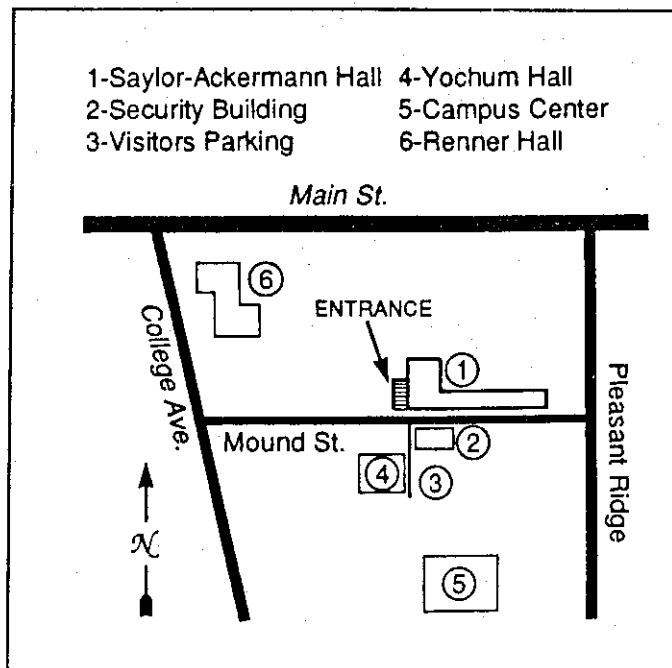 1-Saylor-Ackermann Hall 4-Yochum Hall
2-Security Building 5-Campus Center
3-Visitors Parking 6-Renner Hall
Main St.
6
ENTRANCE
College Ave.
1
Pleasant Ridge
Mound St.
2
4
3
N
5